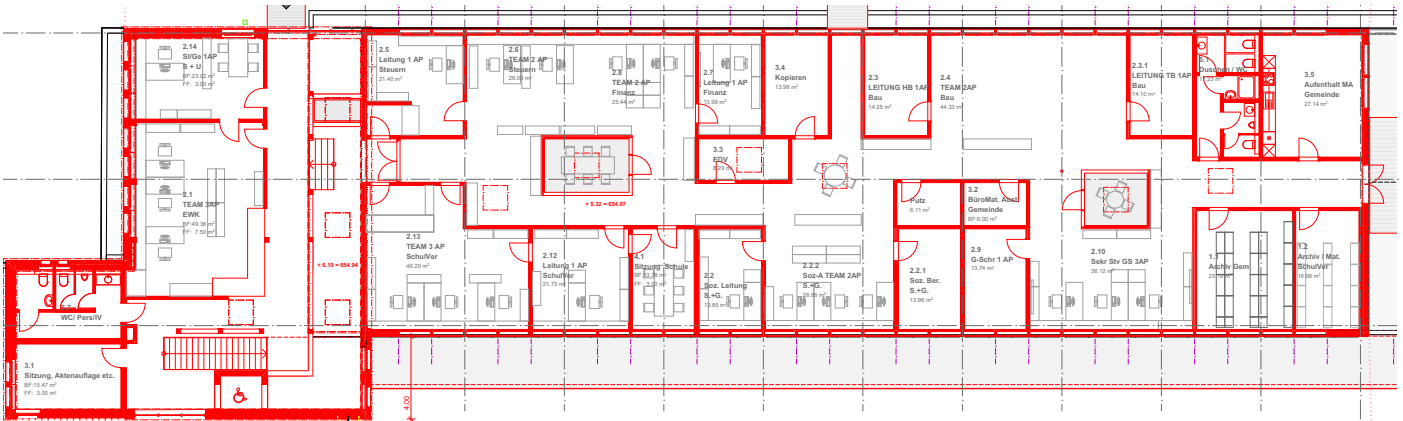 2.14
SI/Ge 1AP
S + U
BF:23.02 m²
FF: 3.00 m²
2.5
Leitung 1 AP
Steuern
21.40 m²
2.6
TEAM 2 AP
Steuern
2.8
TEAM 2 AP
Finanz
25.44 m²
2.7
Leitung 1 AP
Finanz
13.99 m²
3.4
Kopieren
13.98 m²
2.3
LEITUNG HB 1AP
Bau
14.25 m²
2.4
TEAM 2AP
Bau
44.33 m²
2.3.1
LEITUNG TB 1AP
Bau
14.10 m²
Duschen / WC
3.5
Aufenthalt MA
Gemeinde
27.14 m²
3.3
EDV
8.29 m²
2.1
TEAM 3AP
EWK
BF:49.36 m²
FF: 7.50 m²
+ 5.32 = 654.07
Putz
6.11 m²
3.2
BüroMat. Abst
Gemeinde
BF:6.00 m²
2.13
TEAM 3 AP
SchulVer
46.29 m²
2.12
Leitung 1 AP
SchulVer
21.73 m²
4.1
Sitzung Schule
FF: 3.00 m²
2.2
Soz. Leitung
S.+G.
13.85 m²
2.2.2
Soz-A TEAM 2AP
S.+G.
2.2.1
Soz. Ber.
S.+G.
13.96 m²
2.9
G-Schr 1 AP
13.74 m²
2.10
Sekr Stv GS 3AP
36.12 m²
1.1
Archiv Gem
1.2
Archiv / Mat.
SchulVer
+ 6.19 = 654.94
WC/ Pers/IV
3.1
Sitzung, Aktenauflage etc.
BF:15.47 m²
FF: 3.00 m²
4.00